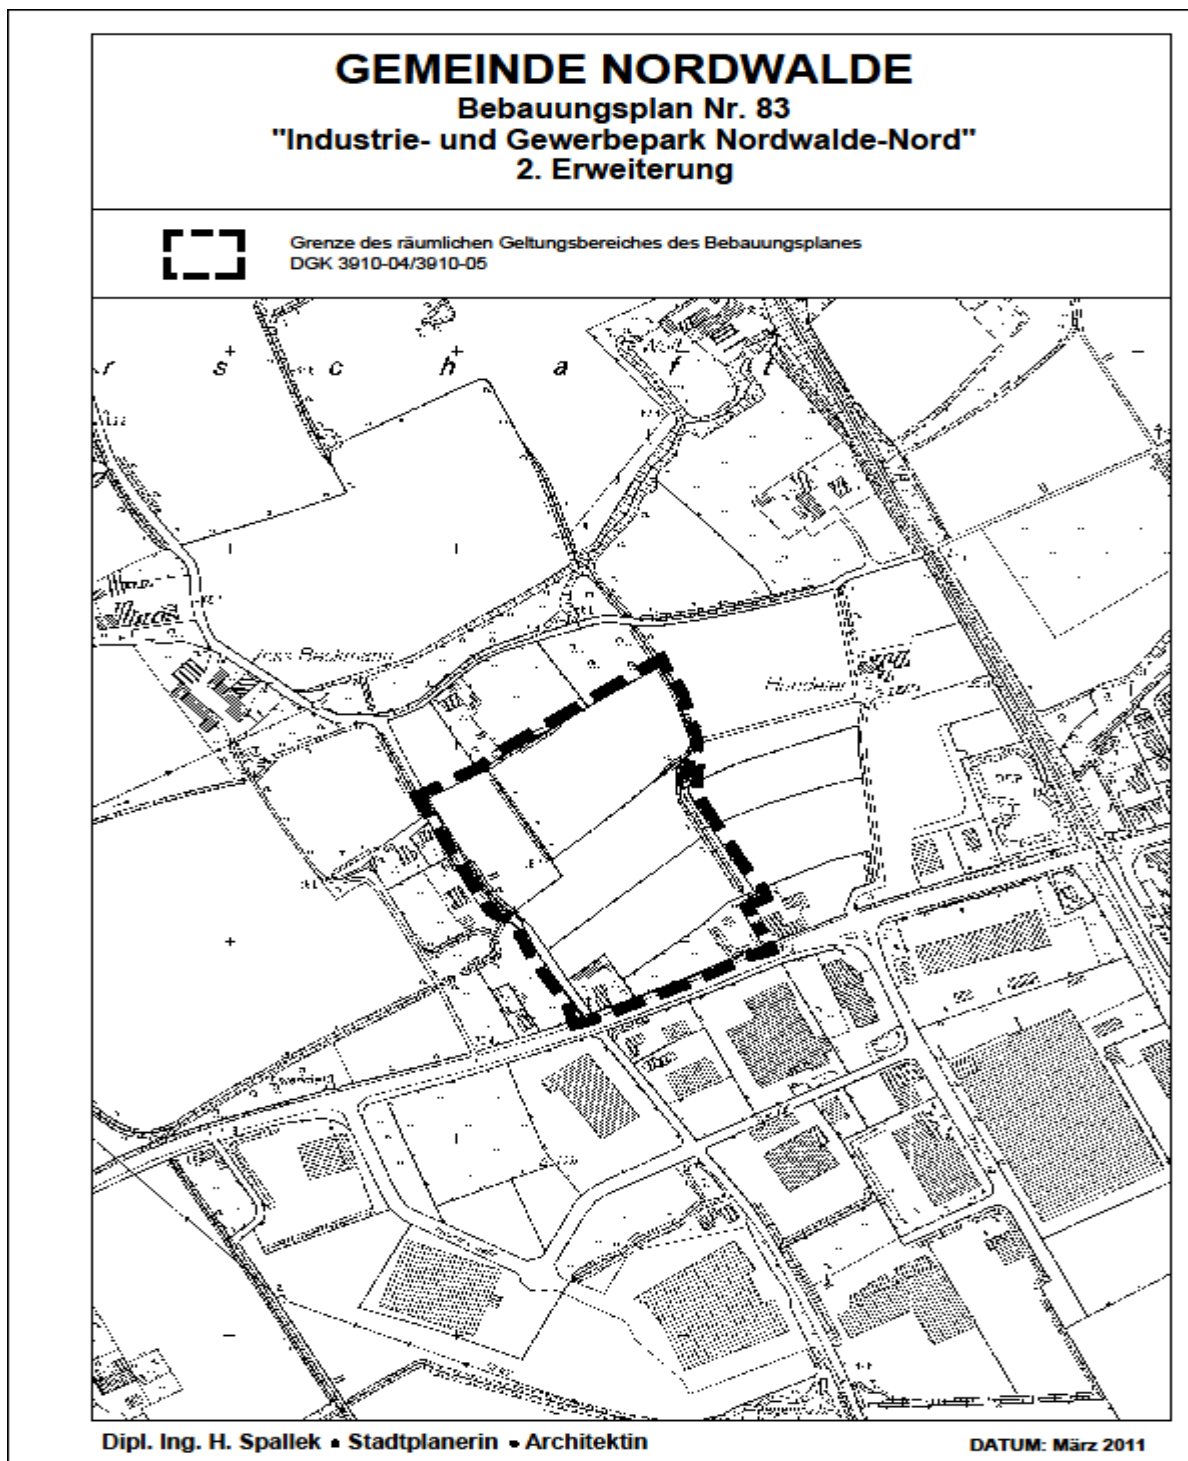 GEMEINDE NORDWALDE
Bebauungsplan Nr. 83
"Industrie- und Gewerbepark Nordwalde-Nord"
2. Erweiterung
Grenze des räumlichen Geltungsbereiches des Bebauungsplanes
DGK 3910-04/3910-05
r s c h a f t
Dipl. Ing. H. Spallek • Stadtplanerin • Architektin
DATUM: März 2011